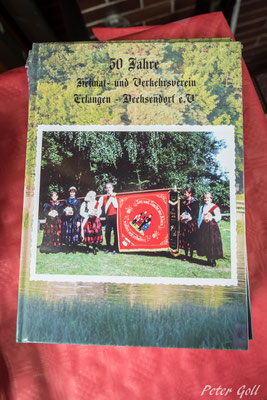 50 Jahre
Heimat- und Verkehrsverein
Erlangen - Dechsendorf e.V
Peter Goll